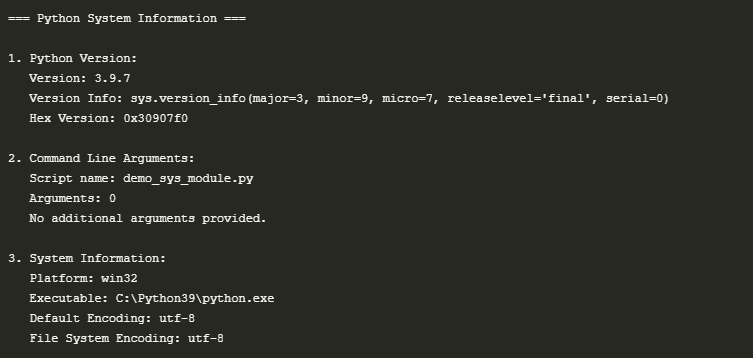 === Python System Information ===
1. Python Version:
Version: 3.9.7
Version Info: sys.version_info(major=3, minor=9, micro=7, releaselevel='final', serial=0)
Hex Version: 0x30907f0
2. Command Line Arguments:
Script name: demo_sys_module.py
Arguments: 0
No additional arguments provided.
3. System Information:
Platform: win32
Executable: C:\Python39\python.exe
Default Encoding: utf-8
File System Encoding: utf-8